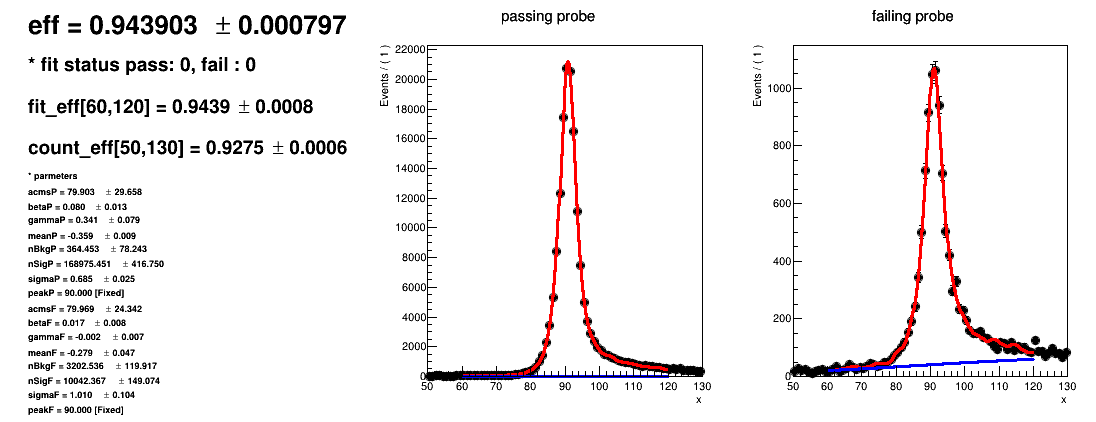 eff = 0.943903 ± 0.000797
* fit status pass: 0, fail : 0
fit_eff[60,120] = 0.9439 ± 0.0008
count_eff[50,130] = 0.9275 ± 0.0006
* parmeters
acmsP = 79.903 ± 29.658
betaP = 0.080 ± 0.013
gammaP = 0.341 ± 0.079
meanP = -0.359 ± 0.009
nBkgP = 364.453 ± 78.243
nSigP = 168975.451 ± 416.750
sigmaP = 0.685 ± 0.025
peakP = 90.000 [Fixed]
acmsF = 79.969 ± 24.342
betaF = 0.017 ± 0.008
gammaF = -0.002 ± 0.007
meanF = -0.279 ± 0.047
nBkgF = 3202.536 ± 119.917
nSigF = 10042.367 ± 149.074
sigmaF = 1.010 ± 0.104
peakF = 90.000 [Fixed]
passing probe
Events / ( 1 )
22000
20000
18000
16000
14000
12000
10000
8000
6000
4000
2000
0
50 60 70 80 90 100 110 120 130
x
failing probe
Events / ( 1 )
1000
800
600
400
200
0
50 60 70 80 90 100 110 120 130
x